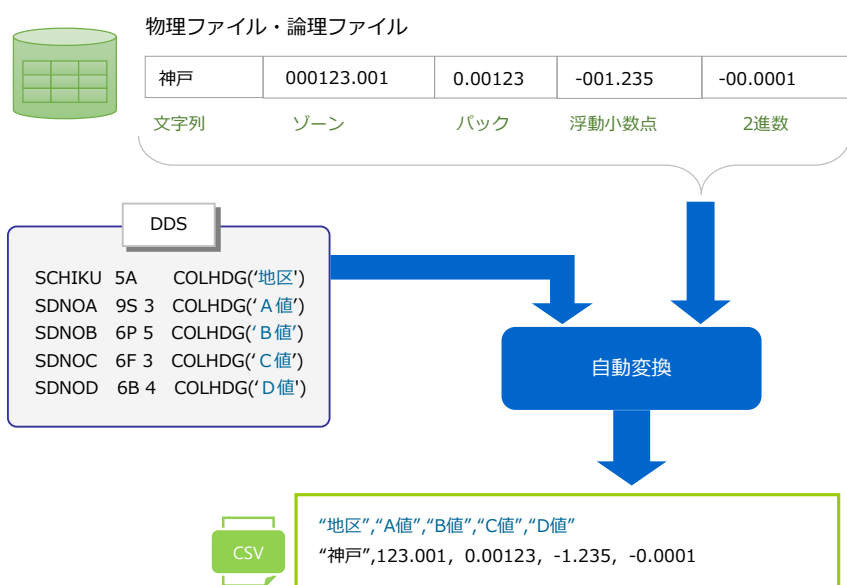 物理ファイル・論理ファイル
神戸 000123.001 0.00123 -001.235 -00.0001
文字列 ゾーン パック 浮動小数点 2進数
DDS
SCHIKU 5A COLHDG('地区')
SDNOA 9S 3 COLHDG('A値')
SDNOB 6P 5 COLHDG('B値')
SDNOC 6F 3 COLHDG('C値')
SDNOD 6B 4 COLHDG('D値')
自動変換
CSV
“地区”,“A値”,“B値”,“C値”,“D値”
“神戸”,123.001, 0.00123, -1.235, -0.0001